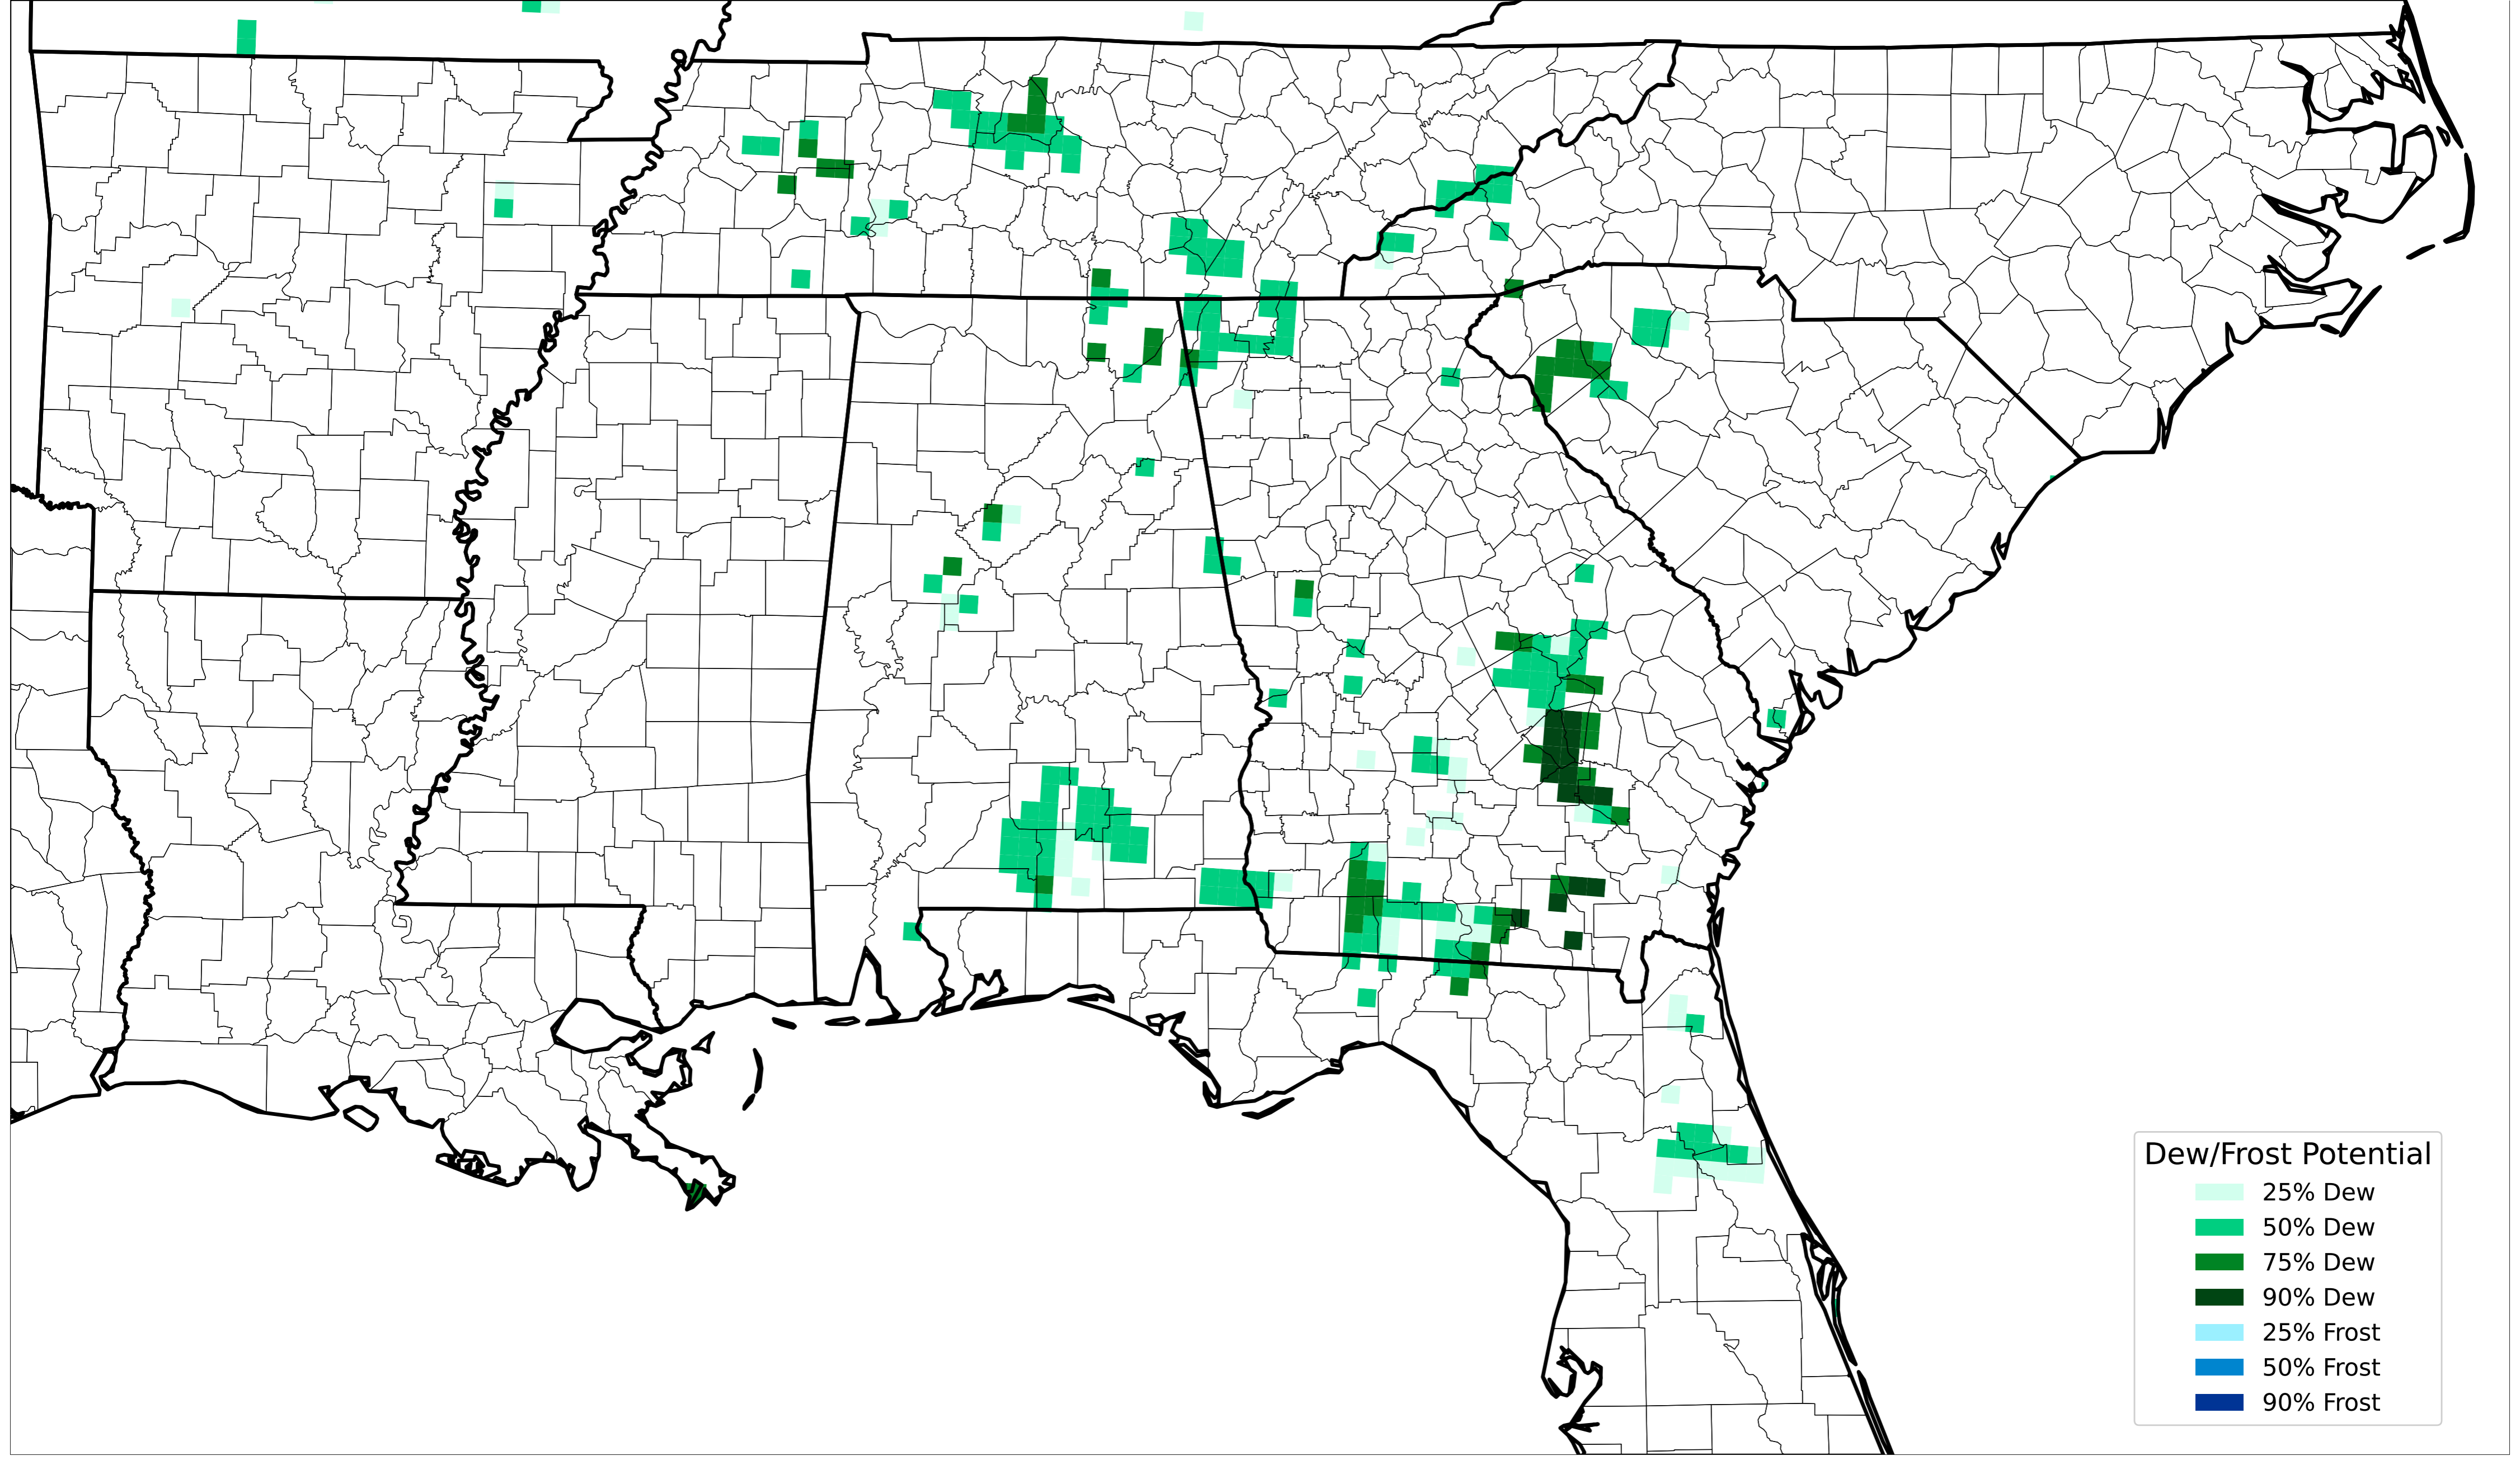 Dew/Frost Potential
25% Dew
50% Dew
75% Dew
90% Dew
25% Frost
50% Frost
90% Frost